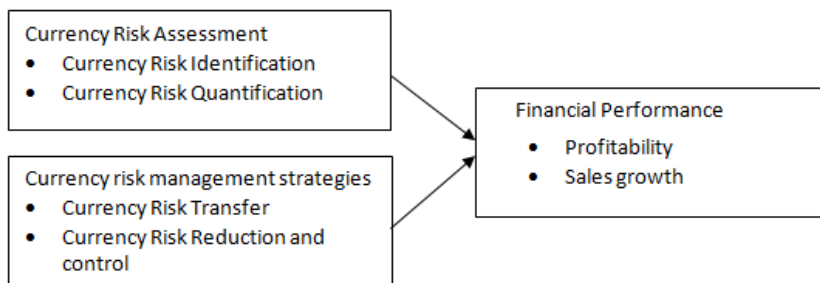 Currency Risk Assessment
• Currency Risk Identification
• Currency Risk Quantification
Currency risk management strategies
• Currency Risk Transfer
• Currency Risk Reduction and
control
Financial Performance
• Profitability
• Sales growth